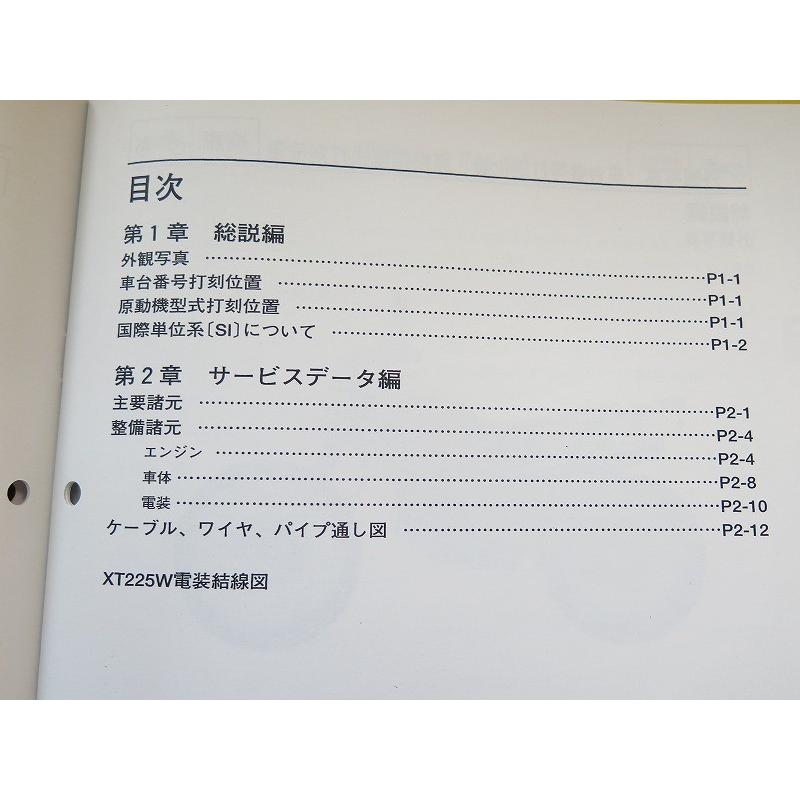 目次
第1章 総説編
外観写真 ………………………………………………P1-1
車台番号打刻位置 ………………………………………P1-1
原動機型式打刻位置 ……………………………………P1-1
国際単位系〔SI〕について ………………………………P1-2
第2章 サービスデータ編
主要諸元 ………………………………………………P2-1
整備諸元 ………………………………………………P2-4
エンジン ………………………………………………P2-4
車体 ……………………………………………………P2-8
電装 ……………………………………………………P2-10
ケーブル、ワイヤ、パイプ通し図 ………………………P2-12
XT225W電装結線図